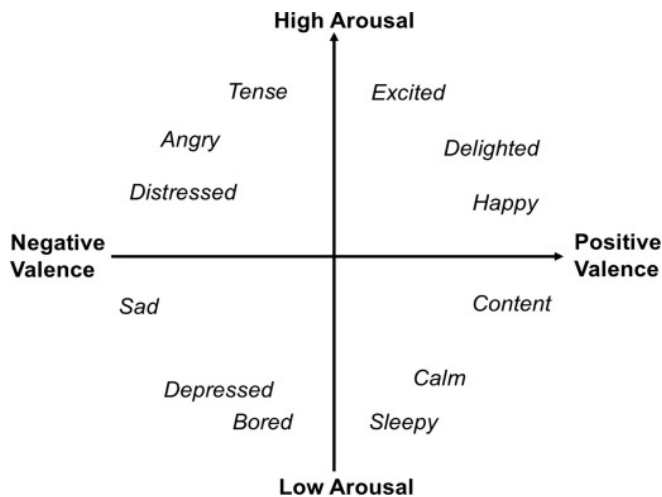 High Arousal
Tense
Excited
Angry
Delighted
Distressed
Happy
Negative
Valence
Positive
Valence
Sad
Content
Depressed
Calm
Bored
Sleepy
Low Arousal